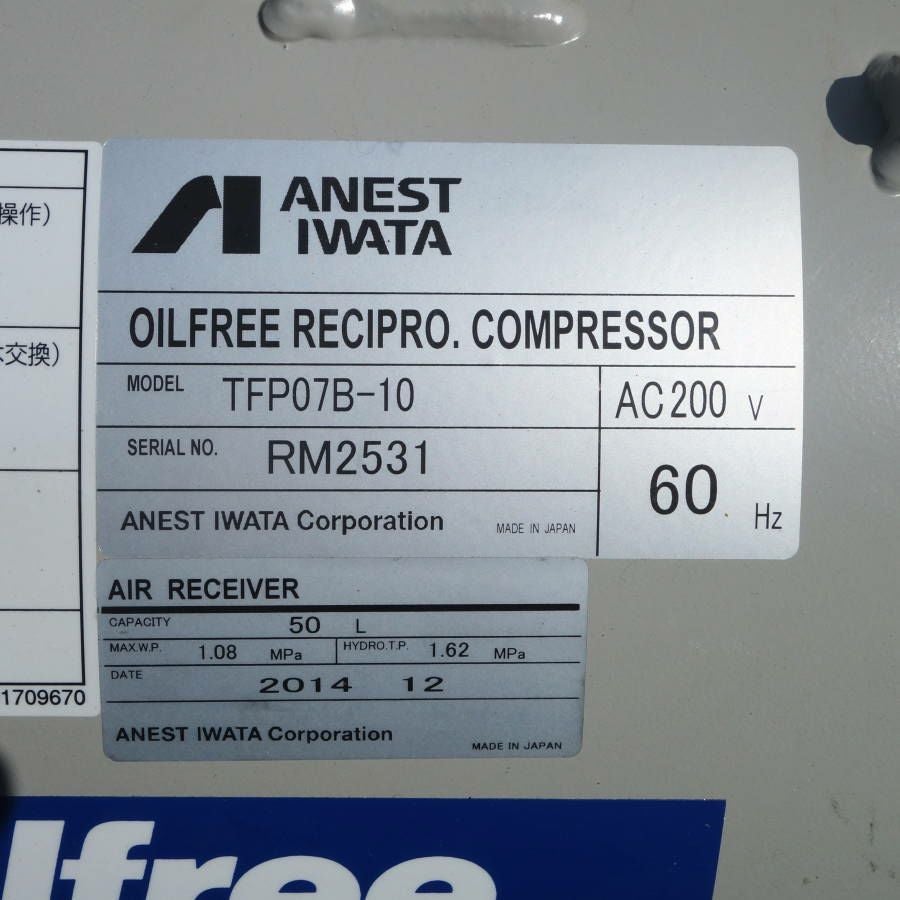 操作)
交換)
1709670
ANEST
IWATA
OILFREE RECIPRO. COMPRESSOR
MODEL TFP07B-10 AC 200 V
SERIAL NO. RM2531
60 Hz
ANEST IWATA Corporation MADE IN JAPAN
AIR RECEIVER
CAPACITY 50 L
MAX.W.P. 1.08 MPa HYDRO.T.P. 1.62 MPa
DATE 2014 12
ANEST IWATA Corporation MADE IN JAPAN
lfree